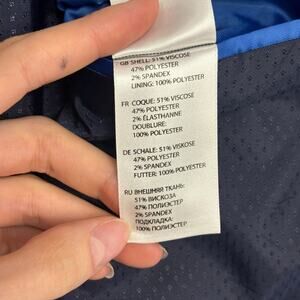 GB SHELL: 51% VISCOSE
47% POLYESTER
2% SPANDEX
LINING: 100% POLYESTER
FR COQUE: 51% VISCOSE
47% POLYESTER
2% ÉLASTHANNE
DOUBLURE:
100% POLYESTER
DE SCHALE: 51% VISKOSE
47% POLYESTER
2% SPANDEX
FUTTER: 100% POLYESTER
RU ВНЕШНЯЯ ТКАНЬ:
51% ВИСКОЗА
47% ПОЛИЭСТЕР
2% SPANDEX
ПОДКЛАДКА:
100% ПОЛИЭСТЕР